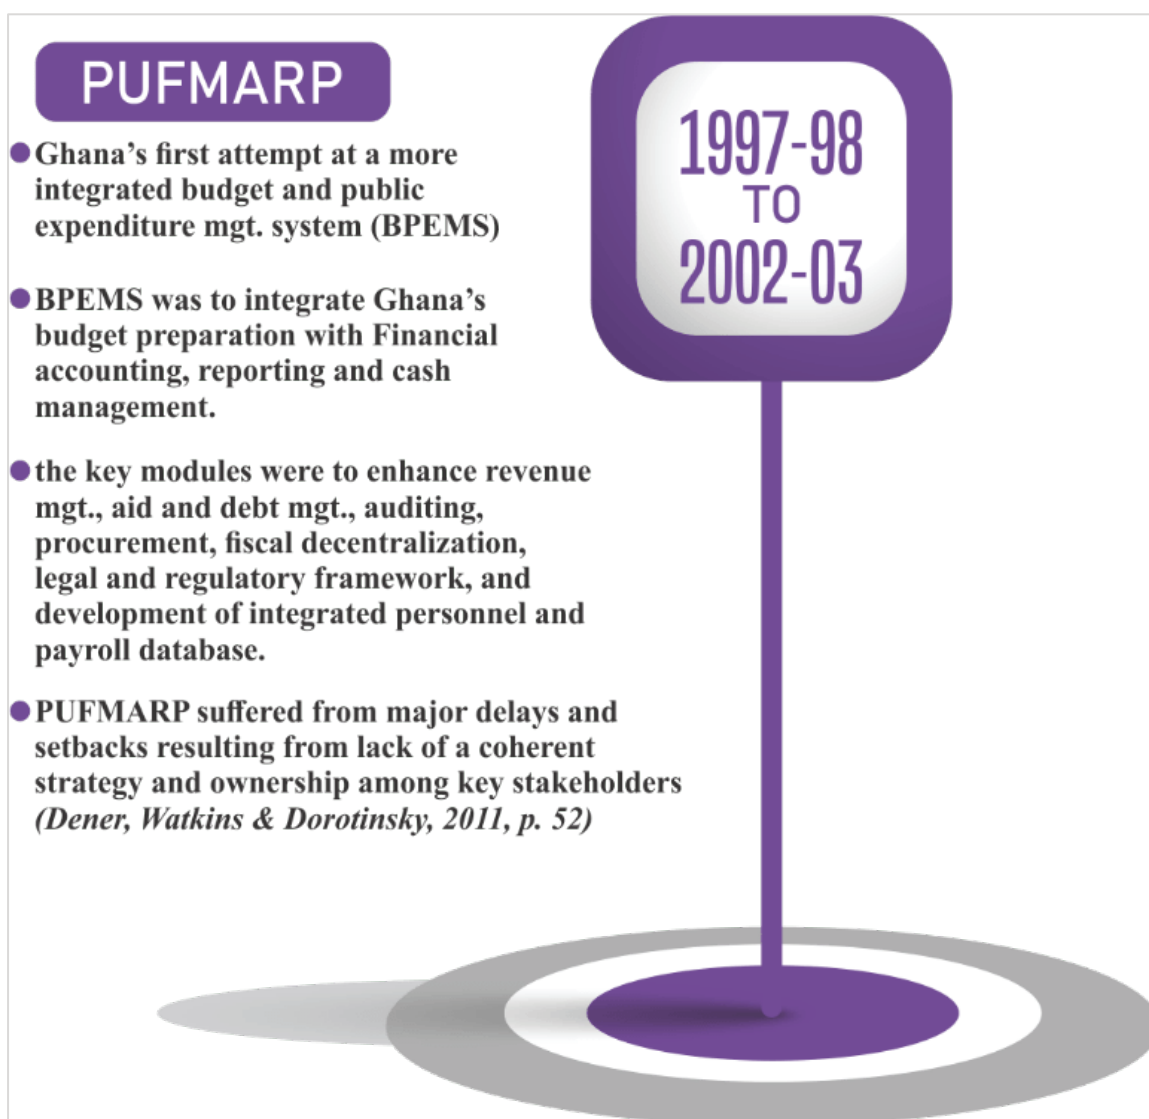 PUFMARP
Ghana’s first attempt at a more
integrated budget and public
expenditure mgt. system (BPEMS)
BPEMS was to integrate Ghana’s
budget preparation with Financial
accounting, reporting and cash
management.
the key modules were to enhance revenue
mgt., aid and debt mgt., auditing,
procurement, fiscal decentralization,
legal and regulatory framework, and
development of integrated personnel and
payroll database.
PUFMARP suffered from major delays and
setbacks resulting from lack of a coherent
strategy and ownership among key stakeholders
(Dener, Watkins & Dorotinsky, 2011, p. 52)
1997-98
TO
2002-03